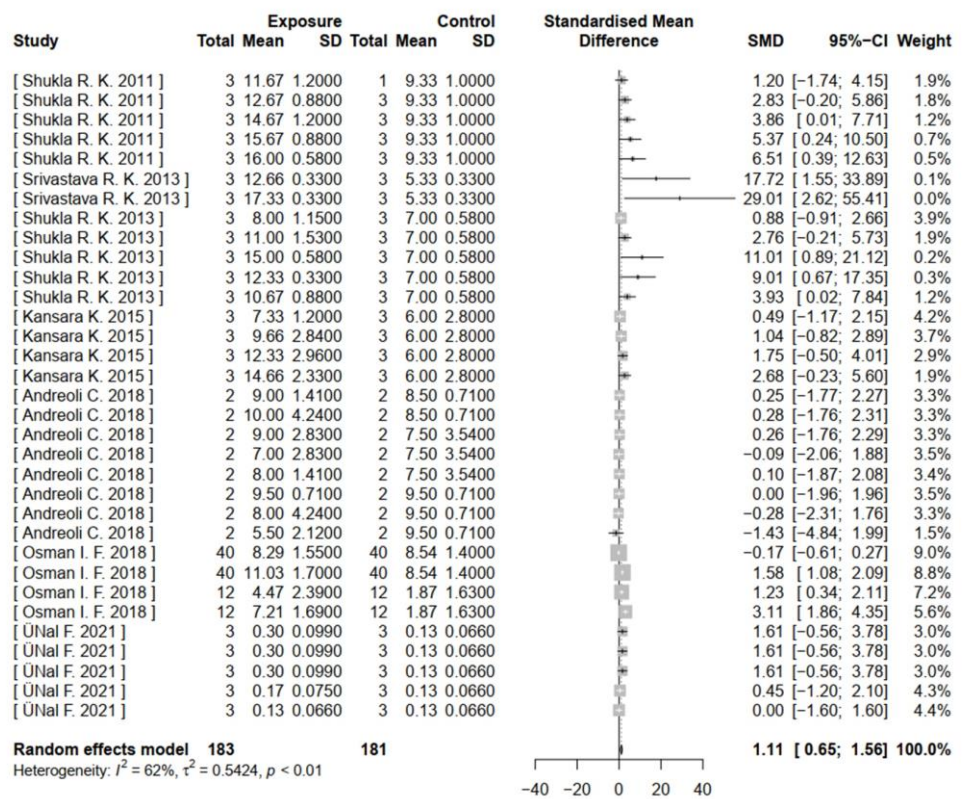 Exposure Control Standardised Mean
Study Total Mean SD Total Mean SD Difference SMD 95%−CI Weight
[ Shukla R. K. 2011 ] 3 11.67 1.2000 1 9.33 1.0000 1.20 [−1.74; 4.15] 1.9%
[ Shukla R. K. 2011 ] 3 12.67 0.8800 3 9.33 1.0000 2.83 [−0.20; 5.86] 1.8%
[ Shukla R. K. 2011 ] 3 14.67 1.2000 3 9.33 1.0000 3.86 [ 0.01; 7.71] 1.2%
[ Shukla R. K. 2011 ] 3 15.67 0.8800 3 9.33 1.0000 5.37 [ 0.24; 10.50] 0.7%
[ Shukla R. K. 2011 ] 3 16.00 0.5800 3 9.33 1.0000 6.51 [ 0.39; 12.63] 0.5%
[ Srivastava R. K. 2013 ] 3 12.66 0.3300 3 5.33 0.3300 17.72 [ 1.55; 33.89] 0.1%
[ Srivastava R. K. 2013 ] 3 17.33 0.3300 3 5.33 0.3300 29.01 [ 2.62; 55.41] 0.0%
[ Shukla R. K. 2013 ] 3 8.00 1.1500 3 7.00 0.5800 0.88 [−0.91; 2.66] 3.9%
[ Shukla R. K. 2013 ] 3 11.00 1.5300 3 7.00 0.5800 2.76 [−0.21; 5.73] 1.9%
[ Shukla R. K. 2013 ] 3 15.00 0.5800 3 7.00 0.5800 11.01 [ 0.89; 21.12] 0.2%
[ Shukla R. K. 2013 ] 3 12.33 0.3300 3 7.00 0.5800 9.01 [ 0.67; 17.35] 0.3%
[ Shukla R. K. 2013 ] 3 10.67 0.8800 3 7.00 0.5800 3.93 [ 0.02; 7.84] 1.2%
[ Kansara K. 2015 ] 3 7.33 1.2000 3 6.00 2.8000 0.49 [−1.17; 2.15] 4.2%
[ Kansara K. 2015 ] 3 9.66 2.8400 3 6.00 2.8000 1.04 [−0.82; 2.89] 3.7%
[ Kansara K. 2015 ] 3 12.33 2.9600 3 6.00 2.8000 1.75 [−0.50; 4.01] 2.9%
[ Kansara K. 2015 ] 3 14.66 2.3300 3 6.00 2.8000 2.68 [−0.23; 5.60] 1.9%
[ Andreoli C. 2018 ] 2 9.00 1.4100 2 8.50 0.7100 0.25 [−1.77; 2.27] 3.3%
[ Andreoli C. 2018 ] 2 10.00 4.2400 2 8.50 0.7100 0.28 [−1.76; 2.31] 3.3%
[ Andreoli C. 2018 ] 2 9.00 2.8300 2 7.50 3.5400 0.26 [−1.76; 2.29] 3.3%
[ Andreoli C. 2018 ] 2 7.00 2.8300 2 7.50 3.5400 −0.09 [−2.06; 1.88] 3.5%
[ Andreoli C. 2018 ] 2 8.00 1.4100 2 7.50 3.5400 0.10 [−1.87; 2.08] 3.4%
[ Andreoli C. 2018 ] 2 9.50 0.7100 2 9.50 0.7100 0.00 [−1.96; 1.96] 3.5%
[ Andreoli C. 2018 ] 2 8.00 4.2400 2 9.50 0.7100 −0.28 [−2.31; 1.76] 3.3%
[ Andreoli C. 2018 ] 2 5.50 2.1200 2 9.50 0.7100 −1.43 [−4.84; 1.99] 1.5%
[ Osman I. F. 2018 ] 40 8.29 1.5500 40 8.54 1.4000 −0.17 [−0.61; 0.27] 9.0%
[ Osman I. F. 2018 ] 40 11.03 1.7000 40 8.54 1.4000 1.58 [ 1.08; 2.09] 8.8%
[ Osman I. F. 2018 ] 12 4.47 2.3900 12 1.87 1.6300 1.23 [ 0.34; 2.11] 7.2%
[ Osman I. F. 2018 ] 12 7.21 1.6900 12 1.87 1.6300 3.11 [ 1.86; 4.35] 5.6%
[ ÜNal F. 2021 ] 3 0.30 0.0990 3 0.13 0.0660 1.61 [−0.56; 3.78] 3.0%
[ ÜNal F. 2021 ] 3 0.30 0.0990 3 0.13 0.0660 1.61 [−0.56; 3.78] 3.0%
[ ÜNal F. 2021 ] 3 0.30 0.0990 3 0.13 0.0660 1.61 [−0.56; 3.78] 3.0%
[ ÜNal F. 2021 ] 3 0.17 0.0750 3 0.13 0.0660 0.45 [−1.20; 2.10] 4.3%
[ ÜNal F. 2021 ] 3 0.13 0.0660 3 0.13 0.0660 0.00 [−1.60; 1.60] 4.4%
Random effects model 183 181 1.11 [ 0.65; 1.56] 100.0%
Heterogeneity: I² = 62%, τ² = 0.5424, p < 0.01
−40 −20 0 20 40